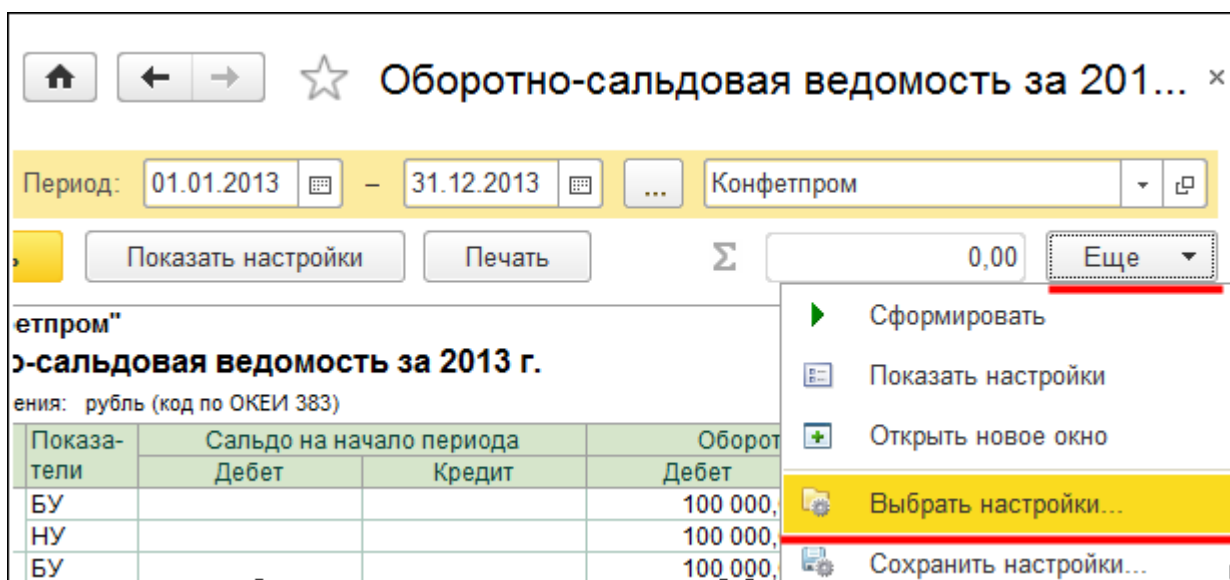 Оборотно-сальдовая ведомость за 201... ×
Период: 01.01.2013 – 31.12.2013 ... Конфетпром
ь Показать настройки Печать Σ 0,00 Еще
етпром"
Сформировать
о-сальдовая ведомость за 2013 г.
Показать настройки
ения: рубль (код по ОКЕИ 383)
Показа- Сальдо на начало периода Оборот
Открыть новое окно
тели Дебет Кредит Дебет
БУ 100 000,
Выбрать настройки...
НУ 100 000,
БУ 100 000,
Сохранить настройки...